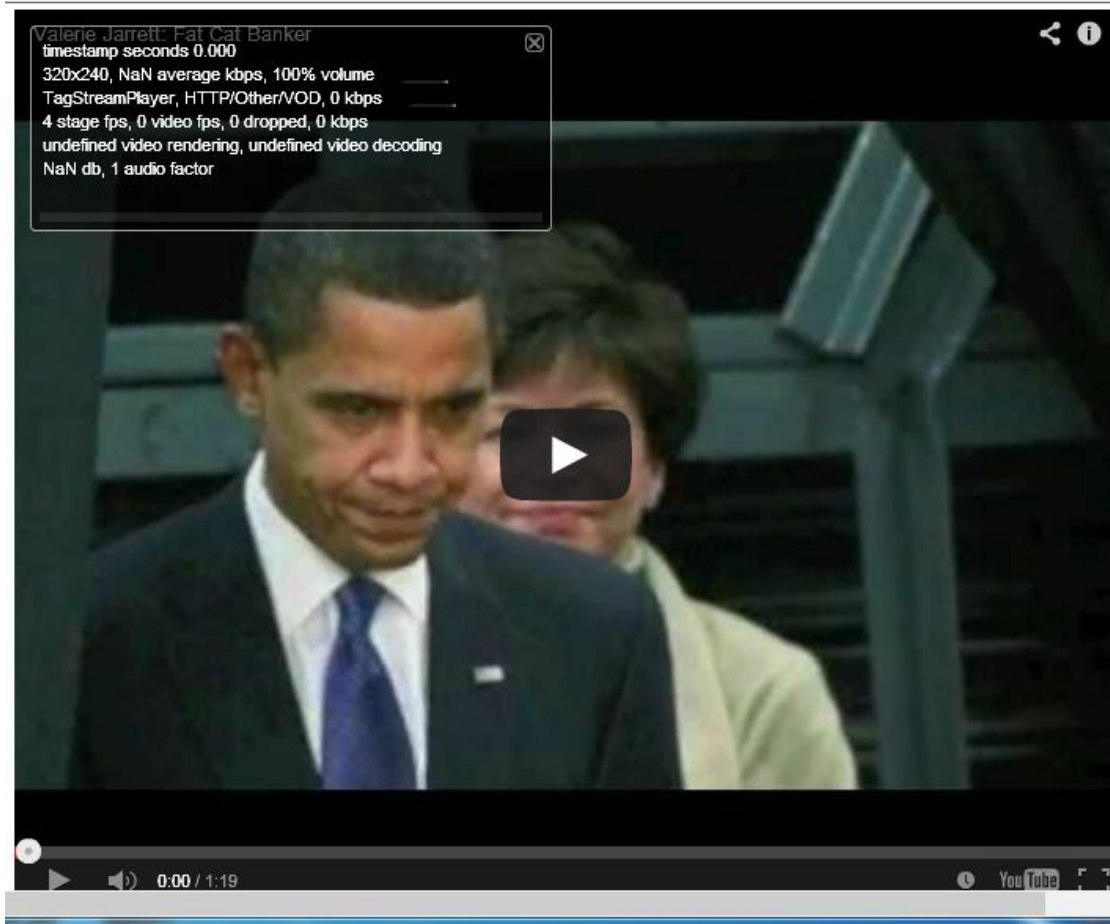 Valerie Jarrett: Fat Cat Banker
timestamp seconds 0.000
320x240, NaN average kbps, 100% volume
TagStreamPlayer, HTTP/Other/VOD, 0 kbps
4 stage fps, 0 video fps, 0 dropped, 0 kbps
undefined video rendering, undefined video decoding
NaN db, 1 audio factor
0:00 / 1:19
YouTube